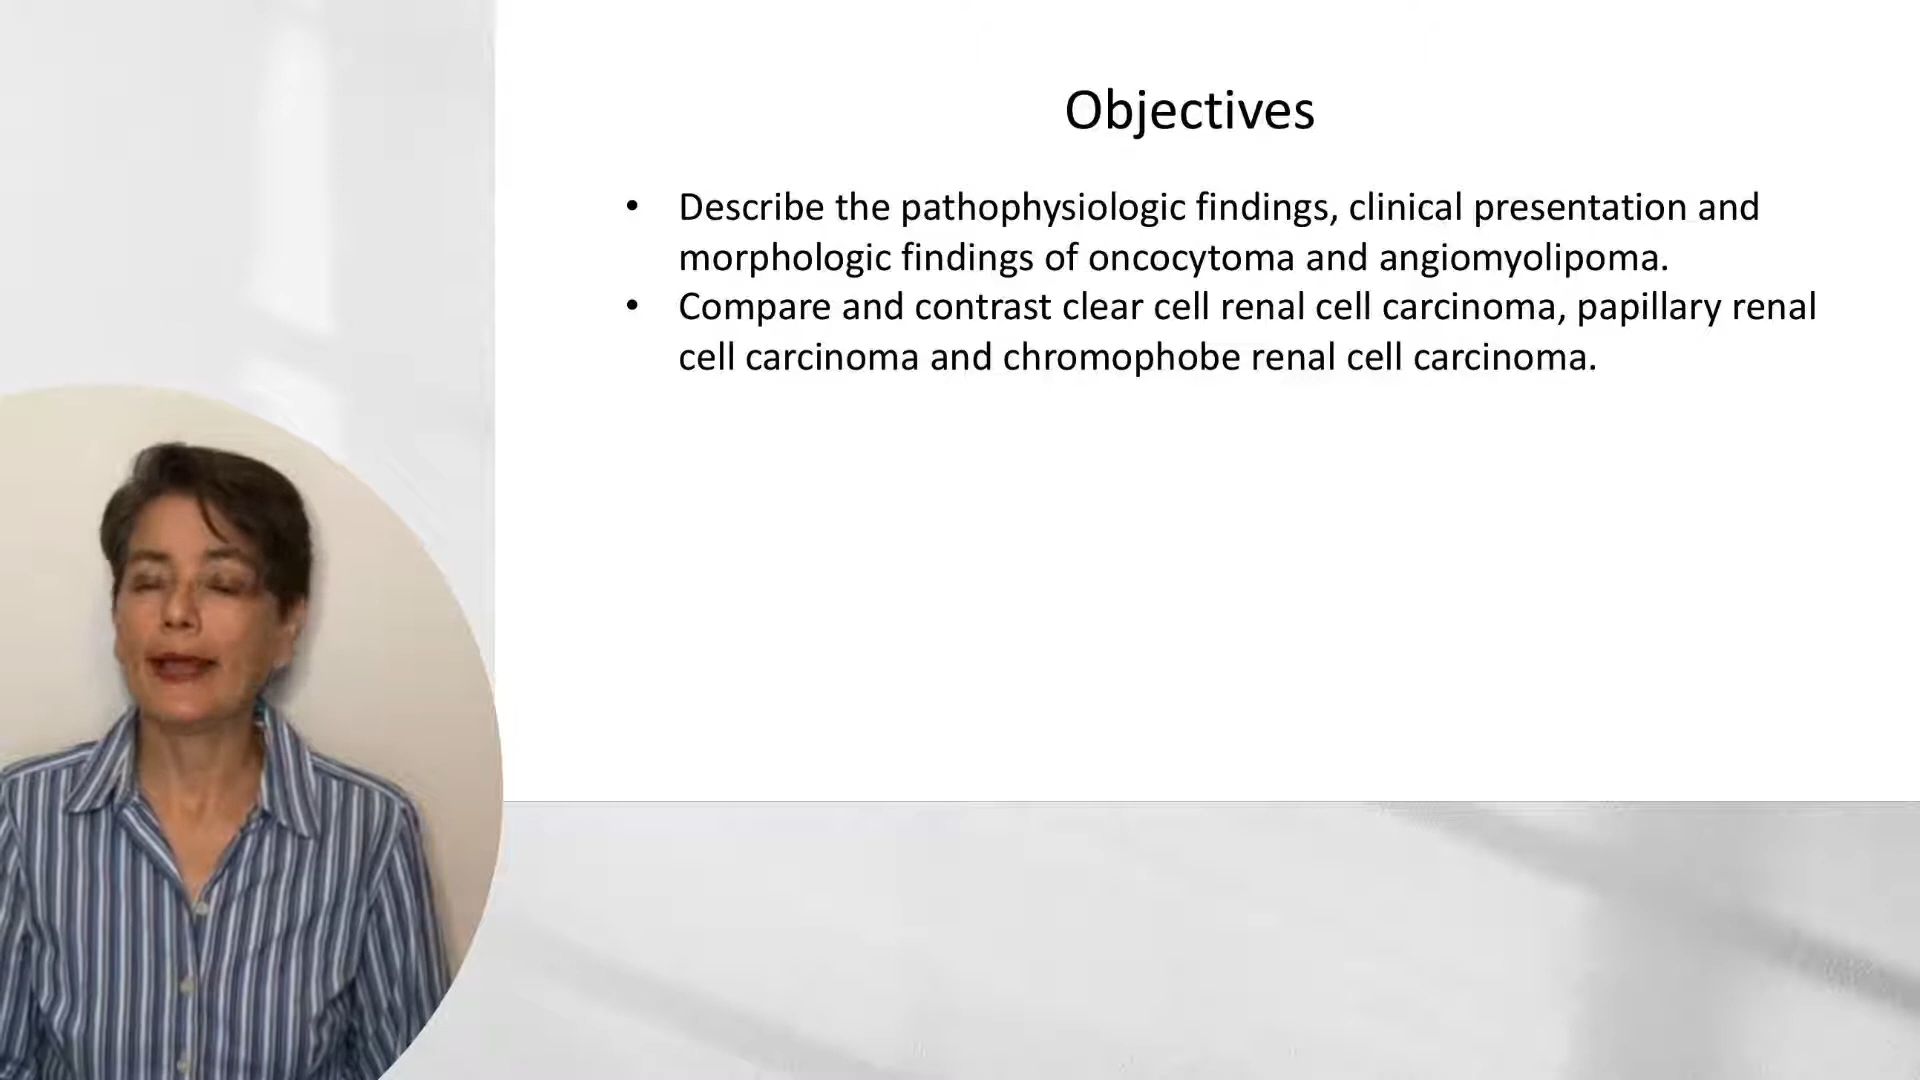 Objectives
• Describe the pathophysiologic findings, clinical presentation and
morphologic findings of oncocytoma and angiomyolipoma.
• Compare and contrast clear cell renal cell carcinoma, papillary renal
cell carcinoma and chromophobe renal cell carcinoma.